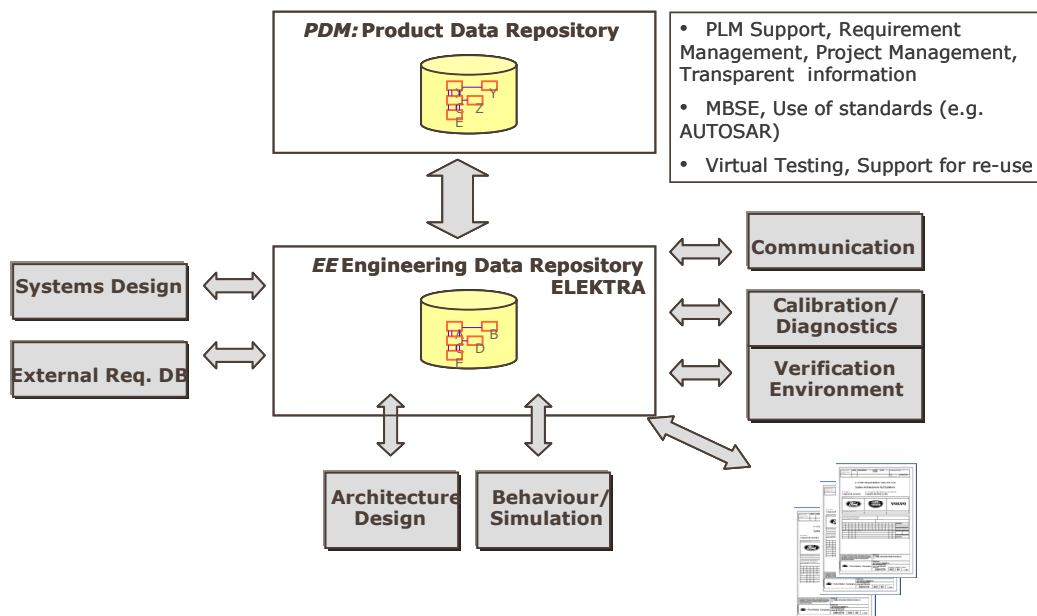 PDM: Product Data Repository
Y
Z
E
• PLM Support, Requirement
Management, Project Management,
Transparent information
• MBSE, Use of standards (e.g.
AUTOSAR)
• Virtual Testing, Support for re-use
EE Engineering Data Repository
ELEKTRA
A
B
D
Systems Design
External Req. DB
Communication
Calibration/
Diagnostics
Verification
Environment
Architecture
Design
Behaviour/
Simulation
VOLVO